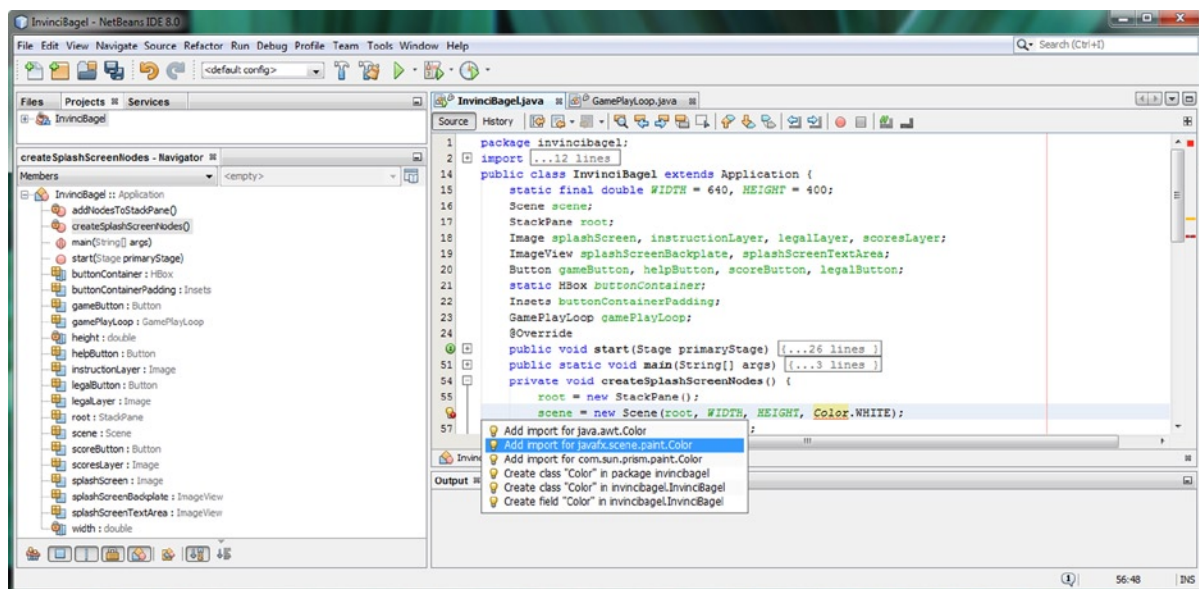 InvinciBagel - NetBeans IDE 8.0
File Edit View Navigate Source Refactor Run Debug Profile Team Tools Window Help
Search (Ctrl+I)
<default config>
Files Projects Services
InvinciBagel
createSplashScreenNodes - Navigator
Members
<empty>
InvinciBagel :: Application
addNodesToStackPane()
createSplashScreenNodes()
main(String[] args)
start(Stage primaryStage)
buttonContainer : HBox
buttonContainerPadding : Insets
gameButton : Button
gamePlayLoop : GamePlayLoop
height : double
helpButton : Button
instructionLayer : Image
legalButton : Button
legalLayer : Image
root : StackPane
scene : Scene
scoreButton : Button
scoresLayer : Image
splashScreen : Image
splashScreenBackplate : ImageView
splashScreenTextArea : ImageView
width : double
InvinciBagel.java GamePlayLoop.java
Source History
1 package invincibagel;
2 import ...12 lines
14 public class InvinciBagel extends Application {
15 static final double WIDTH = 640, HEIGHT = 400;
16 Scene scene;
17 StackPane root;
18 Image splashScreen, instructionLayer, legalLayer, scoresLayer;
19 ImageView splashScreenBackplate, splashScreenTextArea;
20 Button gameButton, helpButton, scoreButton, legalButton;
21 static HBox buttonContainer;
22 Insets buttonContainerPadding;
23 GamePlayLoop gamePlayLoop;
24 @Override
public void start(Stage primaryStage) {...26 lines }
51 public static void main(String[] args) {...3 lines }
54 private void createSplashScreenNodes() {
55 root = new StackPane();
scene = new Scene(root, WIDTH, HEIGHT, Color.WHITE);
57 ;
Add import for java.awt.Color
Add import for javafx.scene.paint.Color
Add import for com.sun.prism.paint.Color
Create class "Color" in package invincibagel
Create class "Color" in invincibagel.InvinciBagel
Create field "Color" in invincibagel.InvinciBagel
Output
1
56:48
INS